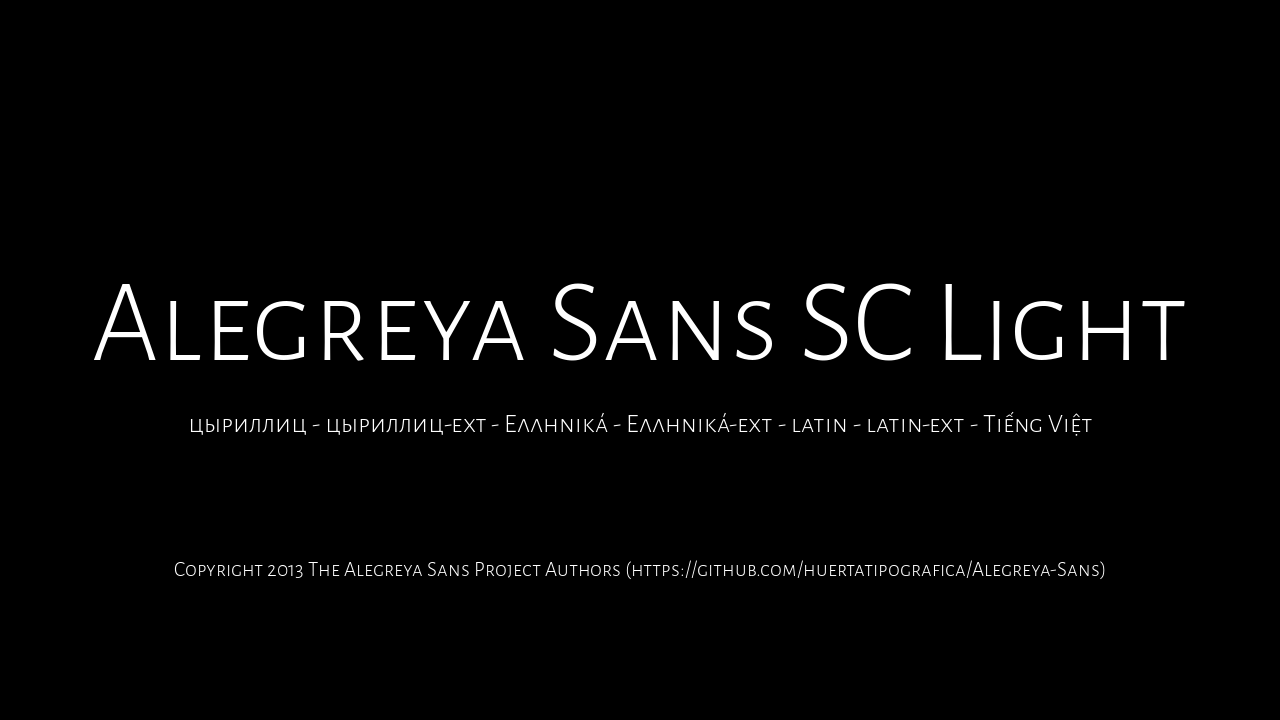 Alegreya Sans SC Light
цыриллиц - цыриллиц-ext - Ελληνικά - Ελληνικά-ext - latin - latin-ext - Tiếng Việt
Copyright 2013 The Alegreya Sans Project Authors (https://github.com/huertatipografica/Alegreya-Sans)